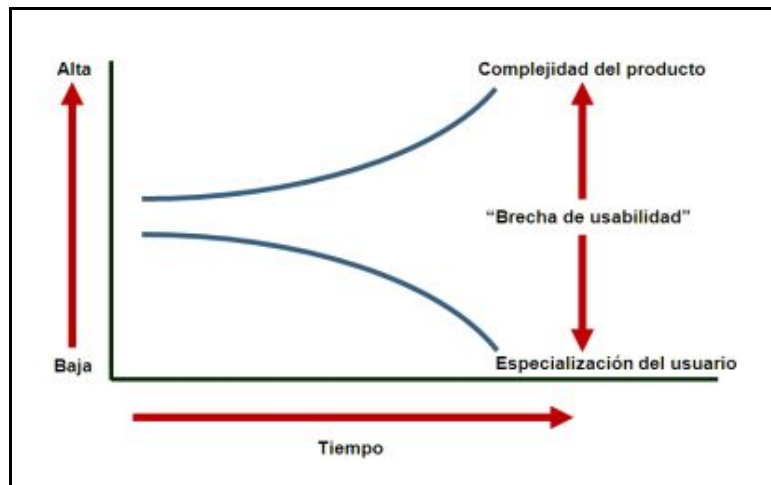 Alta
Complejidad del producto
“Brecha de usabilidad”
Baja
Especialización del usuario
Tiempo